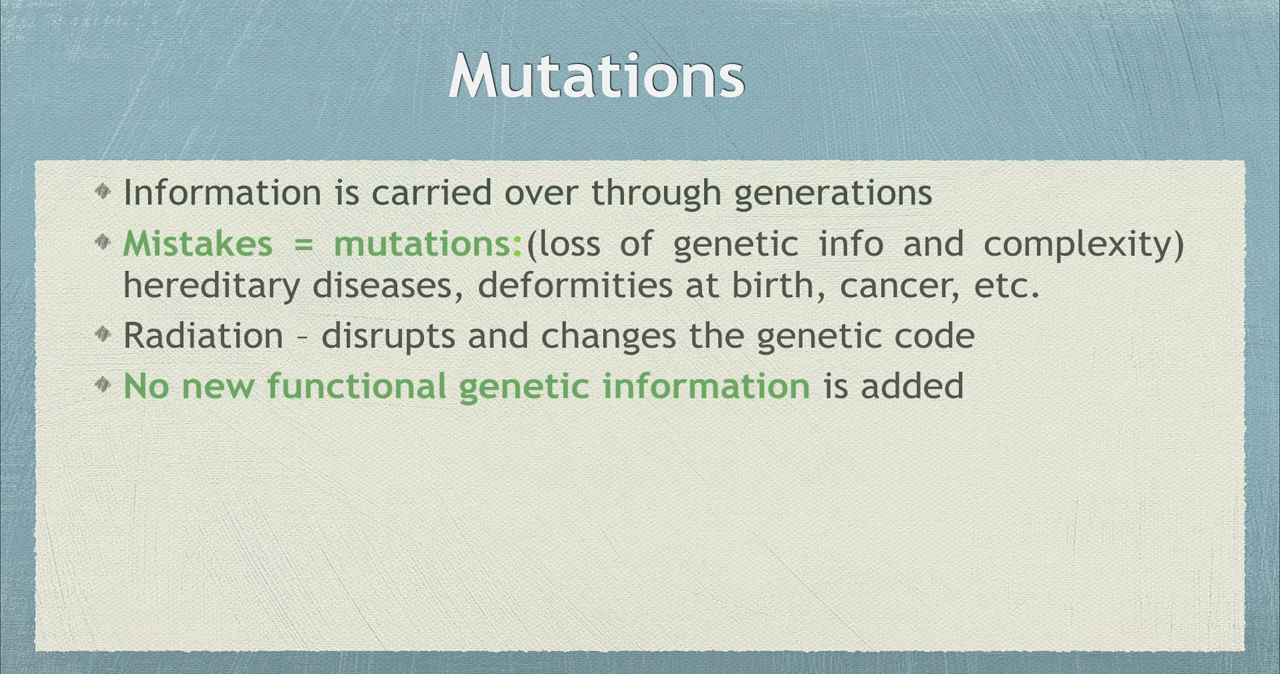 Mutations
Information is carried over through generations
Mistakes = mutations:(loss of genetic info and complexity)
hereditary diseases, deformities at birth, cancer, etc.
Radiation – disrupts and changes the genetic code
No new functional genetic information is added